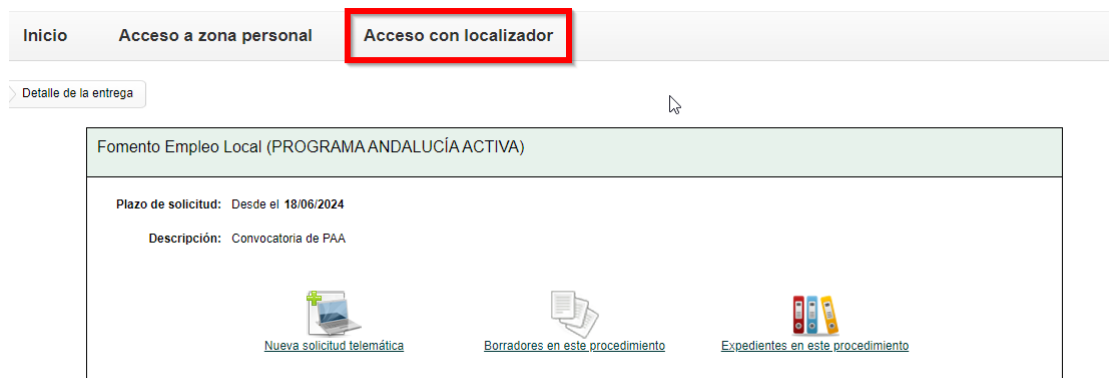 Inicio Acceso a zona personal Acceso con localizador
Detalle de la entrega
Fomento Empleo Local (PROGRAMA ANDALUCÍA ACTIVA)
Plazo de solicitud: Desde el 18/06/2024
Descripción: Convocatoria de PAA
Nueva solicitud telemática Borradores en este procedimiento Expedientes en este procedimiento